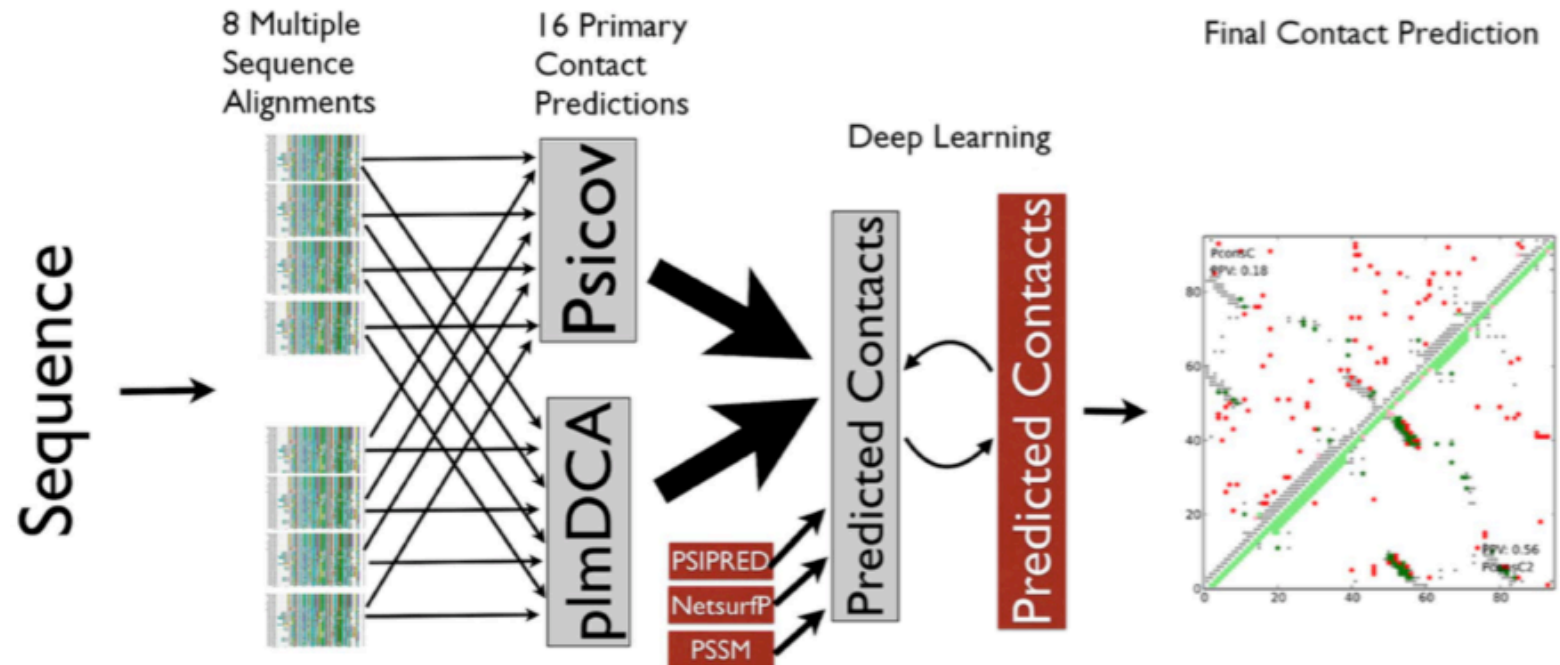 Sequence
8 Multiple
Sequence
Alignments
16 Primary
Contact
Predictions
Psicov
plmDCA
Deep Learning
Predicted Contacts
Predicted Contacts
PSIPRED
NetsurfP
PSSM
Final Contact Prediction
PconsC
PPV: 0.18
80
60
40
20
0
PPV: 0.56
PconsC2
0
20
40
60
80